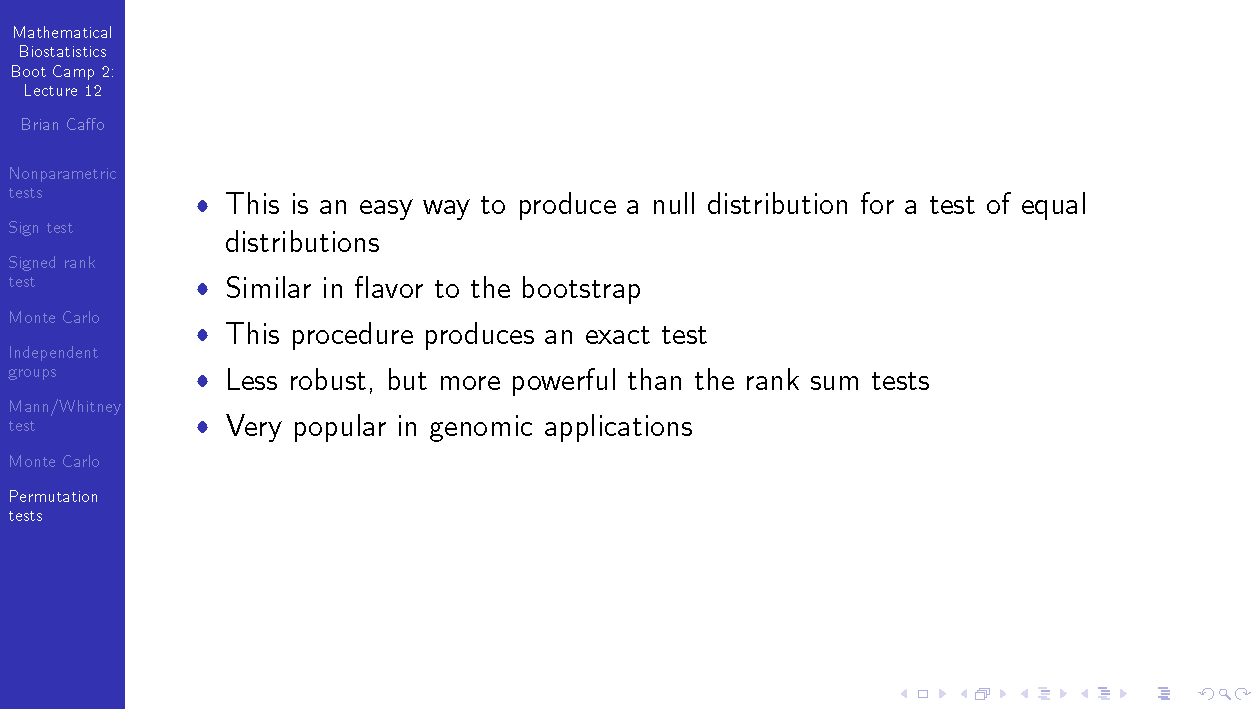 Mathematical
Biostatistics
Boot Camp 2:
Lecture 12
Brian Caffo
Nonparametric
tests
Sign test
Signed rank
test
Monte Carlo
Independent
groups
Mann/Whitney
test
Monte Carlo
Permutation
tests
• This is an easy way to produce a null distribution for a test of equal
distributions
• Similar in flavor to the bootstrap
• This procedure produces an exact test
• Less robust, but more powerful than the rank sum tests
• Very popular in genomic applications